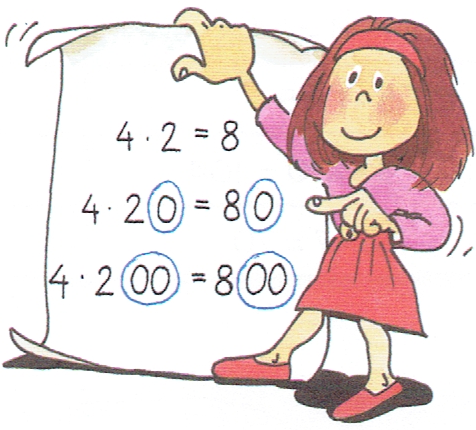 4 · 2 = 8
4 · 20 = 80
4 · 200 = 800